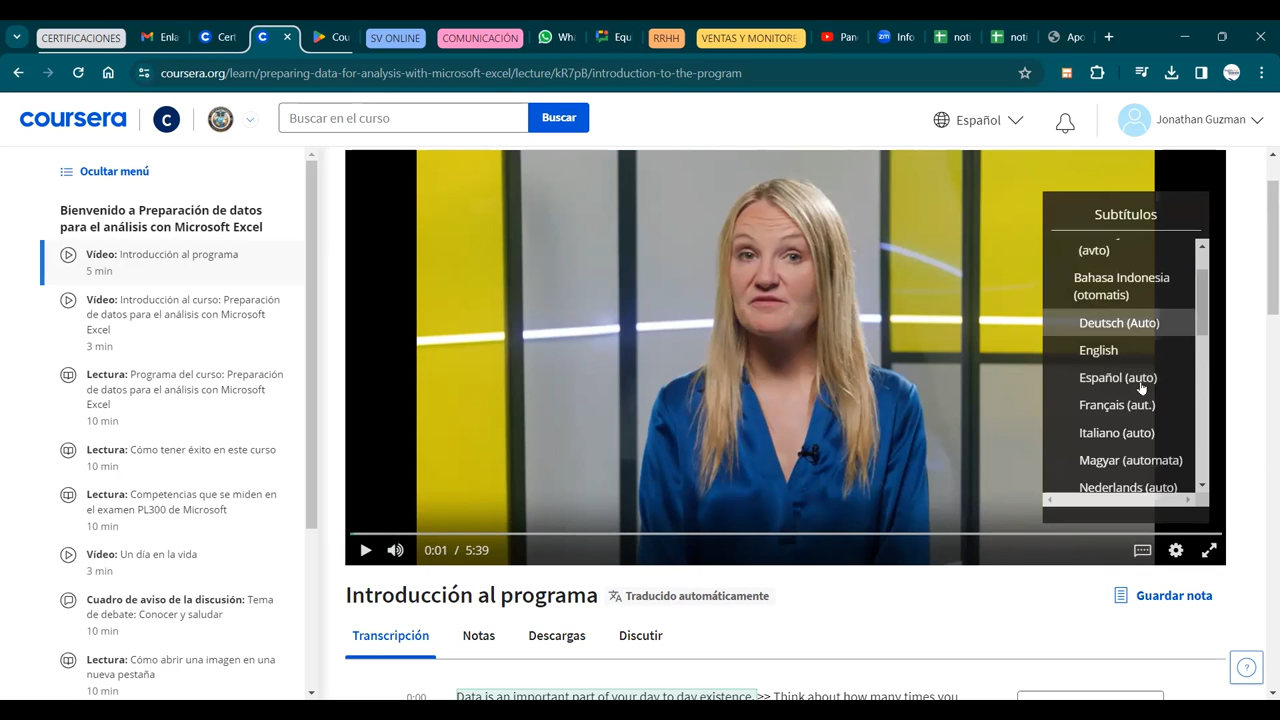 CERTIFICACIONES
Enla
Cert
Cou
SV ONLINE
COMUNICACIÓN
Wha
Equ
RRHH
VENTAS Y MONITORE
Pan
Info
noti
noti
Apo
coursera.org/learn/preparing-data-for-analysis-with-microsoft-excel/lecture/kR7pB/introduction-to-the-program
coursera
C
Buscar en el curso
Buscar
Español
Jonathan Guzman
Ocultar menú
Bienvenido a Preparación de datos
para el análisis con Microsoft Excel
Vídeo: Introducción al programa
5 min
Vídeo: Introducción al curso: Preparación
de datos para el análisis con Microsoft
Excel
3 min
Lectura: Programa del curso: Preparación
de datos para el análisis con Microsoft
Excel
10 min
Lectura: Cómo tener éxito en este curso
10 min
Lectura: Competencias que se miden en
el examen PL300 de Microsoft
10 min
Vídeo: Un día en la vida
3 min
Cuadro de aviso de la discusión: Tema
de debate: Conocer y saludar
10 min
Lectura: Cómo abrir una imagen en una
nueva pestaña
10 min
Subtítulos
(avto)
Bahasa Indonesia
(otomatis)
Deutsch (Auto)
English
Español (auto)
Français (aut.)
Italiano (auto)
Magyar (automata)
Nederlands (auto)
0:01 / 5:39
Introducción al programa
Traducido automáticamente
Guardar nota
Transcripción
Notas
Descargas
Discutir
0:00
Data is an important part of your day to day existence. >> Think about how many times you